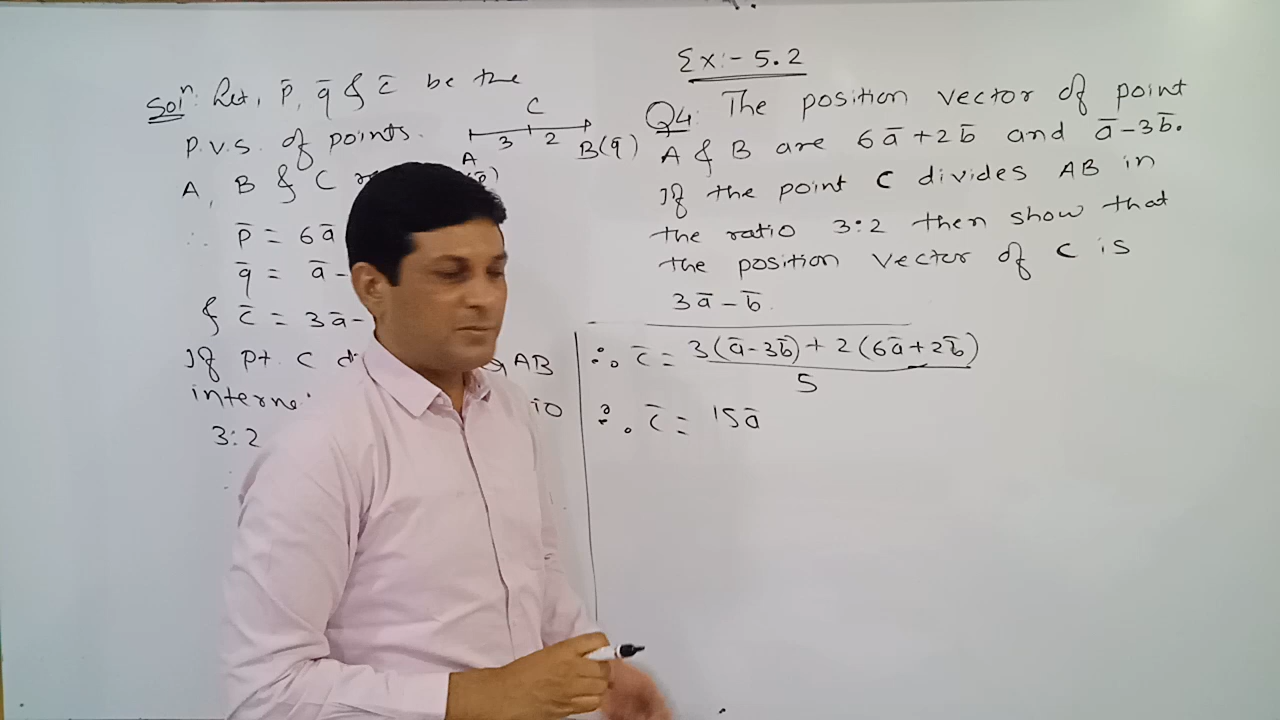 Soln: Let, p̄, q̄ & c̄ be the
p.v.s. of points.
A, B & C
∴ p̄ = 6ā
q̄ = ā -
& c̄ = 3ā -
If pt. C AB
3:2
C
3 2
A B(q̄)
(p̄)
Ex:- 5.2
Q4: The position vector of point
A & B are 6ā+2b̄ and ā-3b̄.
If the point C divides AB in
the ratio 3:2 then show that
the position vector of C is
3ā-b̄.
∴ c̄ = 3(ā-3b̄)+2(6ā+2b̄)
5
∴ c̄ = 15ā